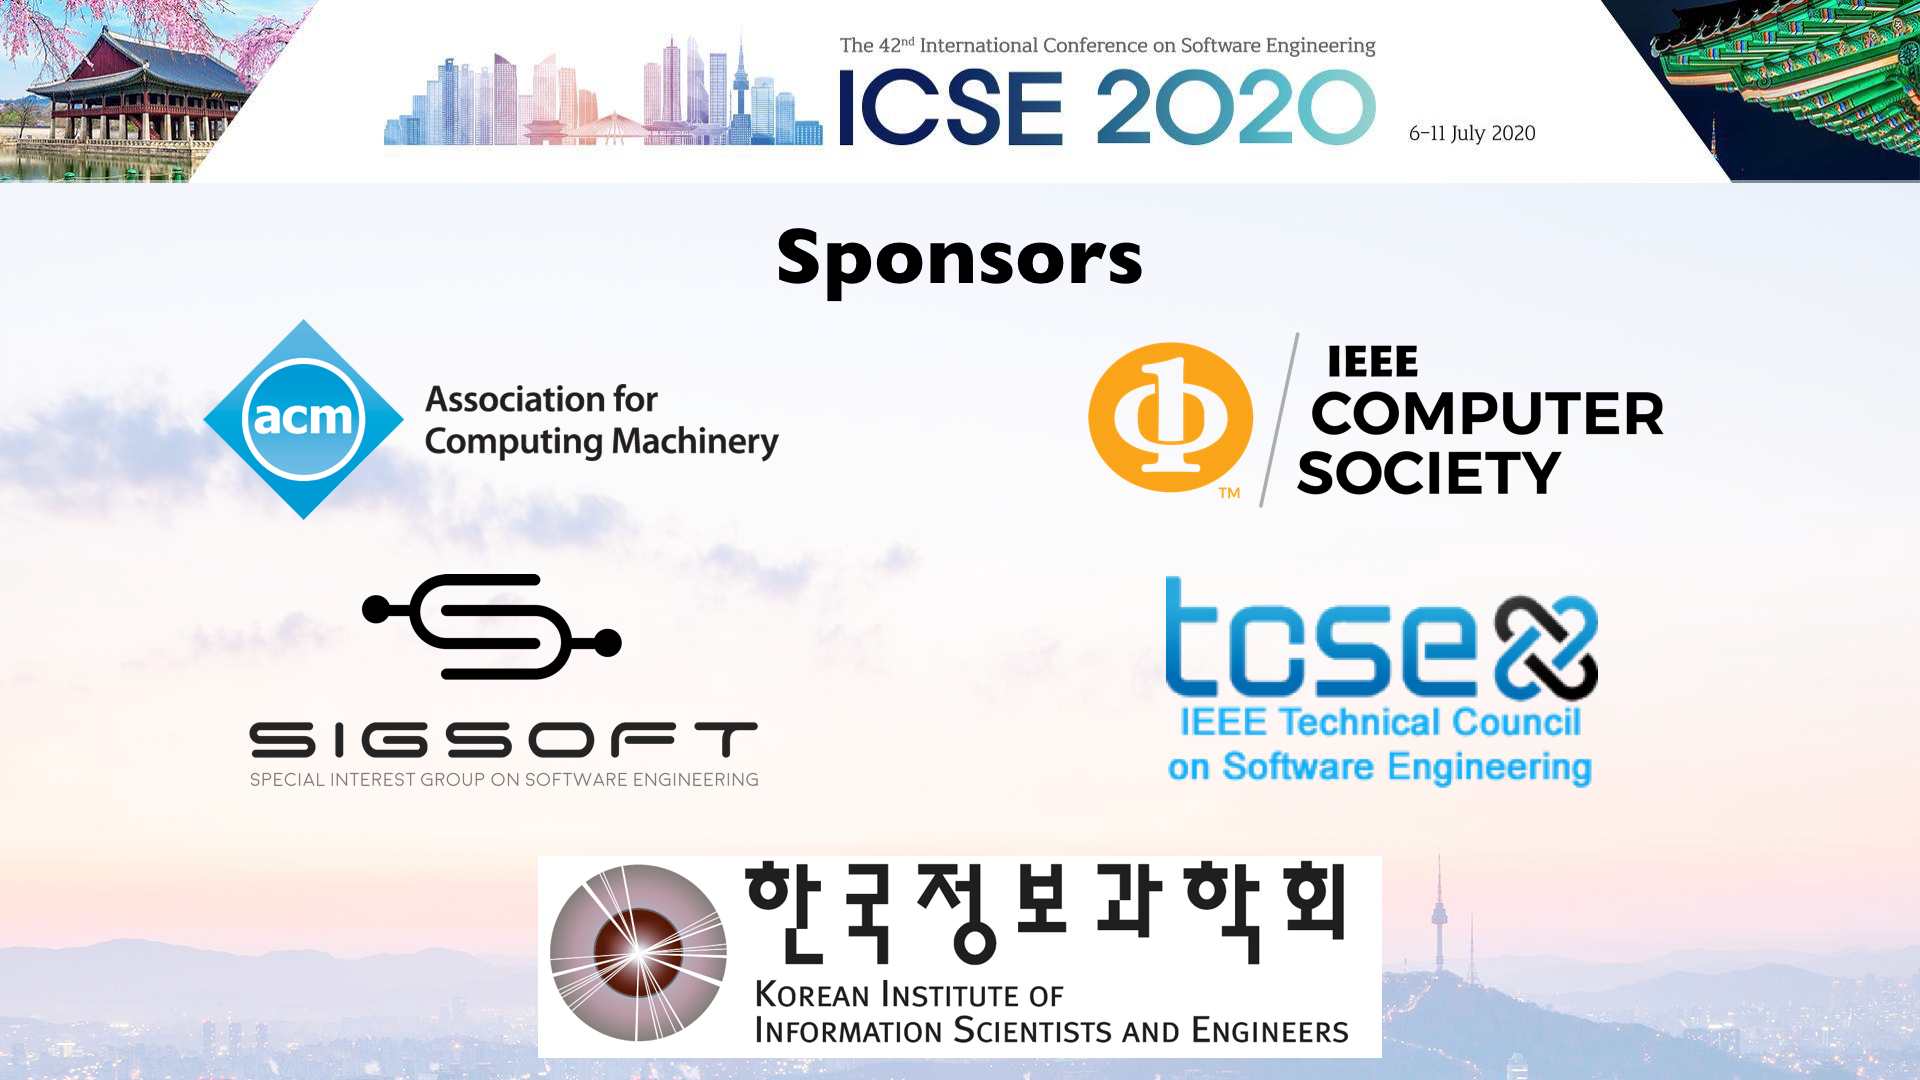 The 42nd International Conference on Software Engineering
ICSE 2020
6-11 July 2020
Sponsors
acm
Association for
Computing Machinery
IEEE
COMPUTER
SOCIETY
TM
SIGSOFT
SPECIAL INTEREST GROUP ON SOFTWARE ENGINEERING
tcse
IEEE Technical Council
on Software Engineering
한국정보과학회
KOREAN INSTITUTE OF
INFORMATION SCIENTISTS AND ENGINEERS